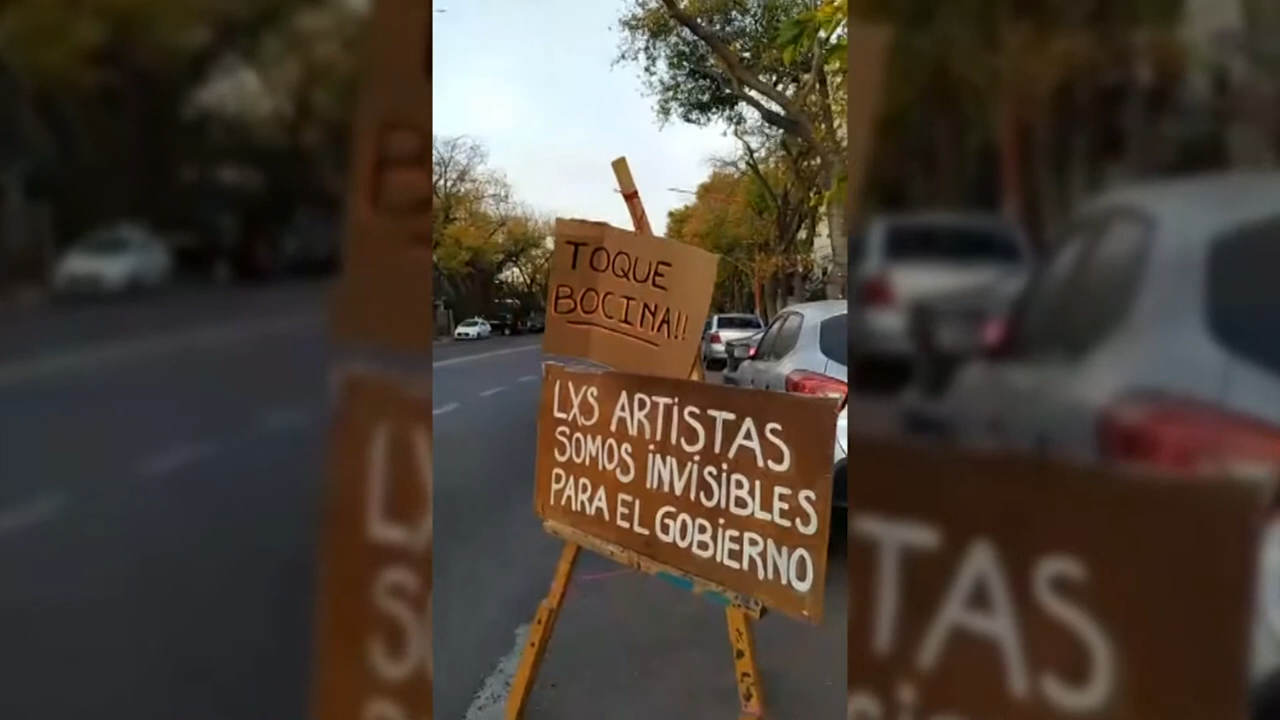 TOQUE
BOCINA!!
LXS ARTiSTAS
SOMOS iNViSiBLES
PARA EL GOBiERNO